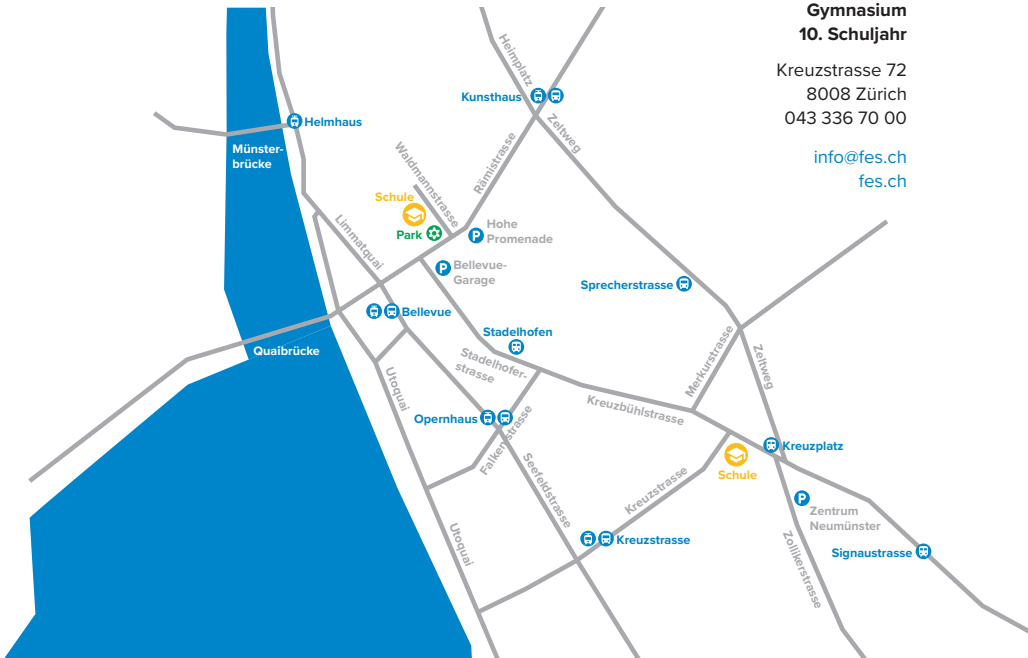 Gymnasium
10. Schuljahr
Kreuzstrasse 72
8008 Zürich
043 336 70 00
info@fes.ch
fes.ch
Heimplatz
Kunsthaus
Zeltweg
Helmhaus
Münster-
brücke
Waldmannstrasse
Rämistrasse
Schule
Park
Limmatquai
P
Hohe
Promenade
P
Bellevue-
Garage
Sprecherstrasse
Bellevue
Stadelhofen
Quaibrücke
Stadelhofer-
strasse
Merkurstrasse
Zeltweg
Utoquai
Kreuzbühlstrasse
Opernhaus
Falkenstrasse
Kreuzplatz
Seefeldstrasse
Schule
Kreuzstrasse
P
Zentrum
Neumünster
Utoquai
Kreuzstrasse
Zollikerstrasse
Signaustrasse